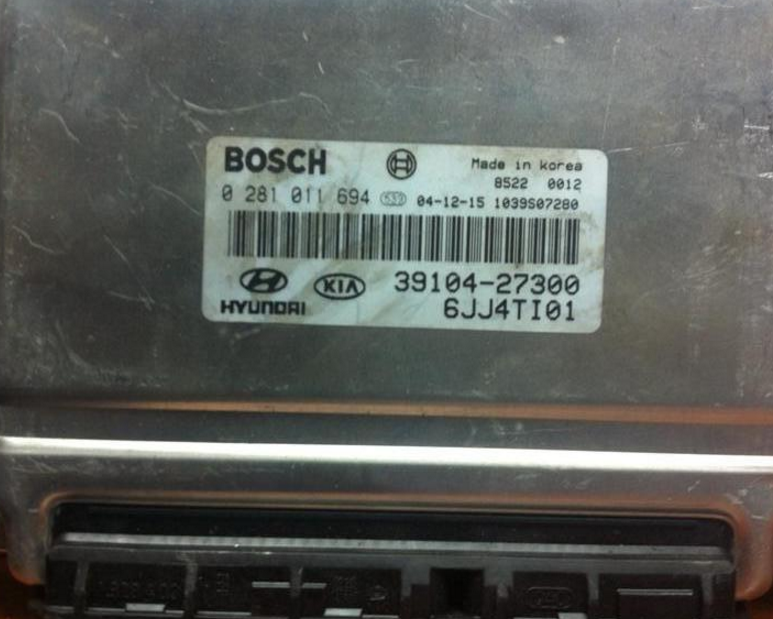 BOSCH
Made in korea
8522 0012
0 281 011 694 04-12-15 1039S07280
KIA 39104-27300
HYUNDAI 6JJ4TI01